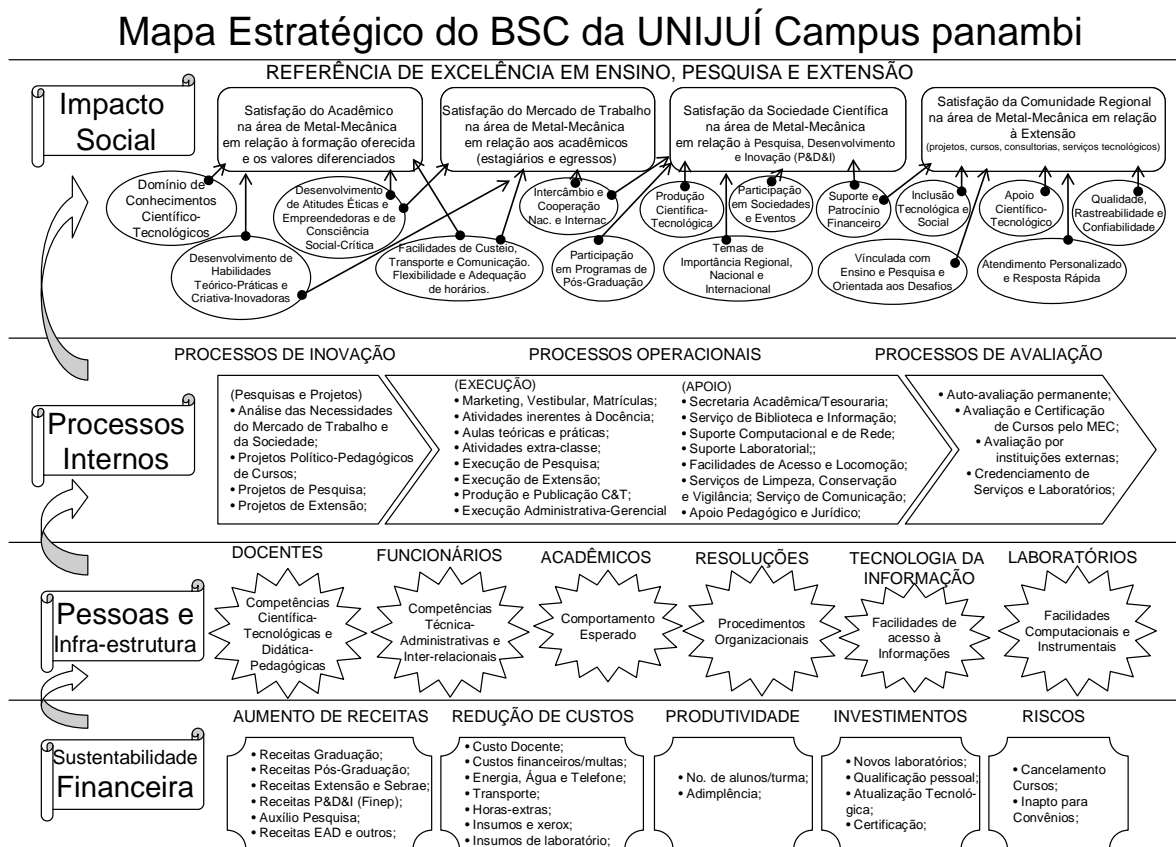 Mapa Estratégico do BSC da UNIJUÍ Campus panambi
REFERÊNCIA DE EXCELÊNCIA EM ENSINO, PESQUISA E EXTENSÃO
Impacto
Social
Satisfação do Acadêmico
na área de Metal-Mecânica
em relação à formação oferecida
e os valores diferenciados
Satisfação do Mercado de Trabalho
na área de Metal-Mecânica
em relação aos acadêmicos
(estagiários e egressos)
Satisfação da Sociedade Científica
na área de Metal-Mecânica
em relação à Pesquisa, Desenvolvimento
e Inovação (P&D&I)
Satisfação da Comunidade Regional
na Área de Metal-Mecânica em relação
à Extensão
(projetos, cursos, consultorias, serviços tecnológicos)
Domínio de
Conhecimentos
Científico-
Tecnológicos
Desenvolvimento
de Atitudes Éticas e
Empreendedoras e de
Consciência
Social-Crítica
Intercâmbio e
Cooperação
Nac. e Internac.
Produção
Científica-
Tecnológica
Participação
em Sociedades
e Eventos
Suporte e
Patrocínio
Financeiro
Inclusão
Tecnológica e
Social
Apoio
Científico-
Tecnológico
Qualidade,
Rastreabilidade e
Confiabilidade
Desenvolvimento de
Habilidades
Teórico-Práticas e
Criativa-Inovadoras
Facilidades de Custeio,
Transporte e Comunicação.
Flexibilidade e Adequação
de horários.
Participação
em Programas de
Pós-Graduação
Temas de
Importância Regional,
Nacional e
Internacional
Vínculada com
Ensino e Pesquisa e
Orientada aos Desafios
Atendimento Personalizado
e Resposta Rápida
PROCESSOS DE INOVAÇÃO
PROCESSOS OPERACIONAIS
PROCESSOS DE AVALIAÇÃO
Processos
Internos
(Pesquisas e Projetos)
• Análise das Necessidades
do Mercado de Trabalho e
da Sociedade;
• Projetos Político-Pedagógicos
de Cursos;
• Projetos de Pesquisa;
• Projetos de Extensão;
(EXECUÇÃO)
• Marketing, Vestibular, Matrículas;
• Atividades inerentes à Docência;
• Aulas teóricas e práticas;
• Atividades extra-classe;
• Execução de Pesquisa;
• Execução de Extensão;
• Produção e Publicação C&T;
• Execução Administrativa-Gerencial
(APOIO)
• Secretaria Acadêmica/Tesouraria;
• Serviço de Biblioteca e Informação;
• Suporte Computacional e de Rede;
• Suporte Laboratorial;;
• Facilidades de Acesso e Locomoção;
• Serviços de Limpeza, Conservação
e Vigilância; Serviço de Comunicação;
• Apoio Pedagógico e Jurídico;
• Auto-avaliação permanente;
• Avaliação e Certificação
de Cursos pelo MEC;
• Avaliação por
instituições externas;
• Credenciamento de
Serviços e Laboratórios;
Pessoas e
Infra-estrutura
DOCENTES
FUNCIONÁRIOS
ACADÊMICOS
RESOLUÇÕES
TECNOLOGIA DA
INFORMAÇÃO
LABORATÓRIOS
Competências
Científica-
Tecnológicas e
Didática-
Pedagógicas
Competências
Técnica-
Administrativas e
Inter-relacionais
Comportamento
Esperado
Procedimentos
Organizacionais
Facilidades de
acesso à
Informações
Facilidades
Computacionais e
Instrumentais
Sustentabilidade
Financeira
AUMENTO DE RECEITAS
REDUÇÃO DE CUSTOS
PRODUTIVIDADE
INVESTIMENTOS
RISCOS
• Receitas Graduação;
• Receitas Pós-Graduação;
• Receitas Extensão e Sebrae;
• Receitas P&D&I (Finep);
• Auxílio Pesquisa;
• Receitas EAD e outros;
• Custo Docente;
• Custos financeiros/multas;
• Energia, Água e Telefone;
• Transporte;
• Horas-extras;
• Insumos e xerox;
• Insumos de laboratório;
• No. de alunos/turma;
• Adimplência;
• Novos laboratórios;
• Qualificação pessoal;
• Atualização Tecnoló-
gica;
• Certificação;
• Cancelamento
Cursos;
• Inapto para
Convênios;